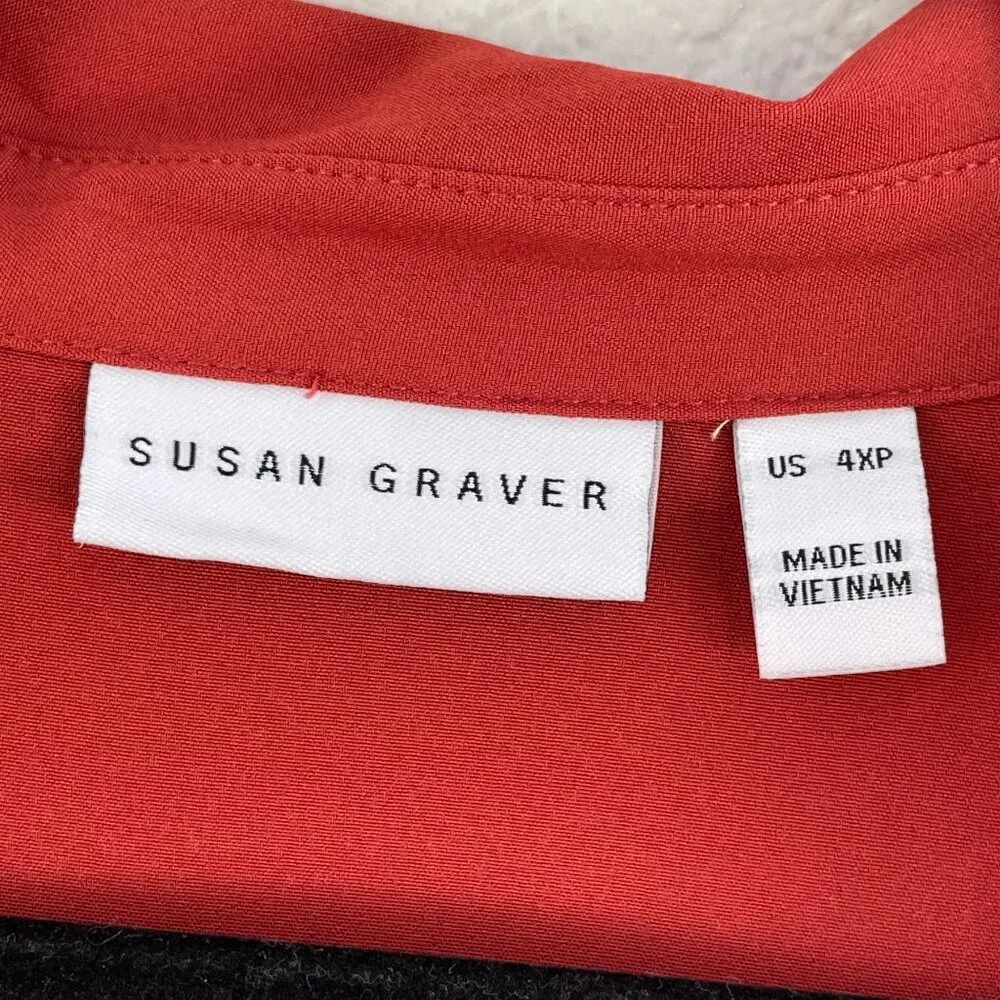 SUSAN GRAVER
US 4XP
MADE IN
VIETNAM